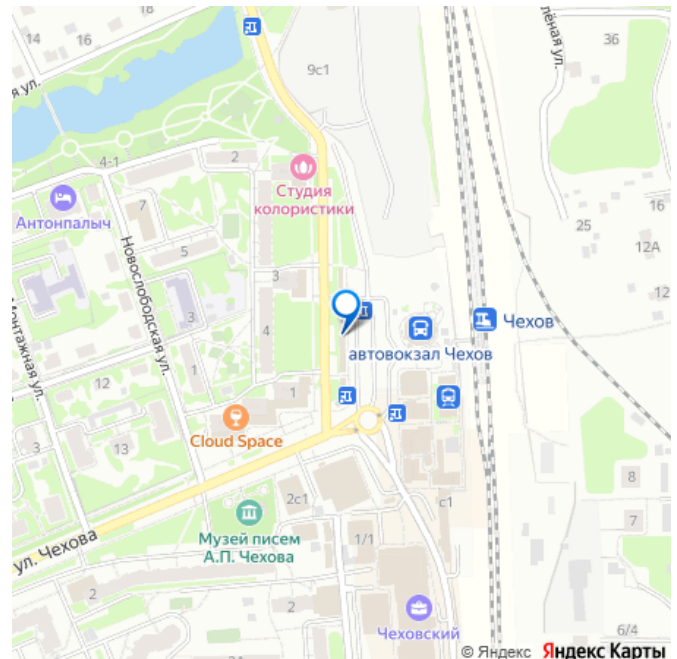 18
14
16
9с1
36
лёная ул.
я ул.
4-1
2
Студия
колористики
Антонпалыч
7
Новослободская ул.
5
16
25
12А
12
3
3
4
Чехов
автовокзал Чехов
Монтажная ул.
12
1
1
Cloud Space
3
13
2с1
с1
8
7
Музей писем
А.П. Чехова
1/1
ул. Чехова
2
2
Чеховский
6/4
2А
© Яндекс Яндекс Карты